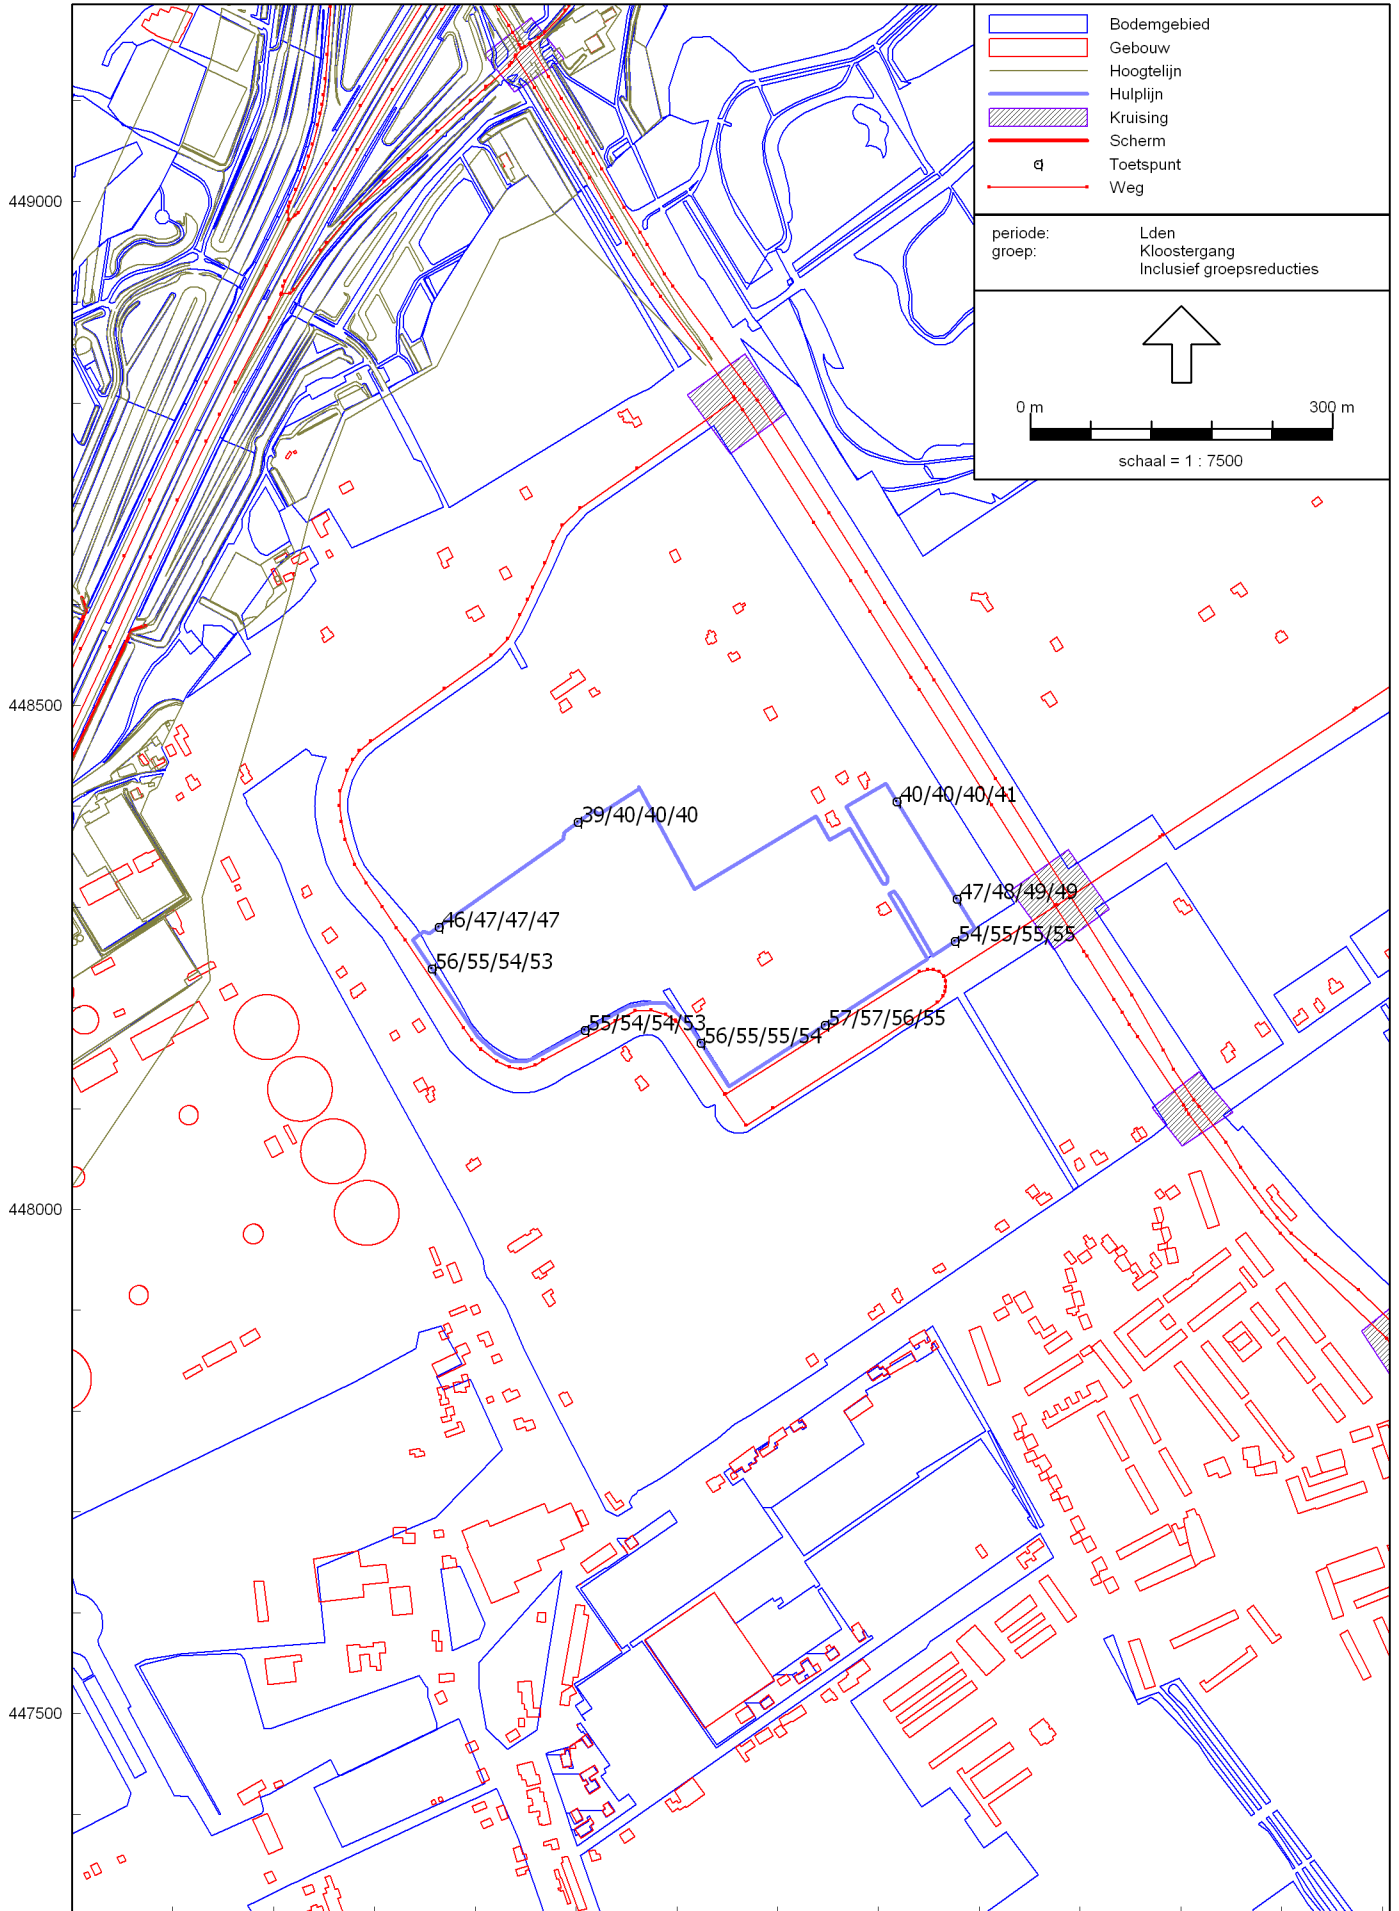 Bodemgebied
Gebouw
Hoogtelijn
Hulplijn
Kruising
Scherm
Toetspunt
Weg
periode: Lden
groep: Kloostergang
Inclusief groepsreducties
0 m 300 m
schaal = 1 : 7500
449000
448500
448000
447500
39/40/40/40
40/40/40/41
47/48/49/49
46/47/47/47
54/55/55/55
56/55/54/53
55/54/54/53
57/57/56/55
56/55/55/54